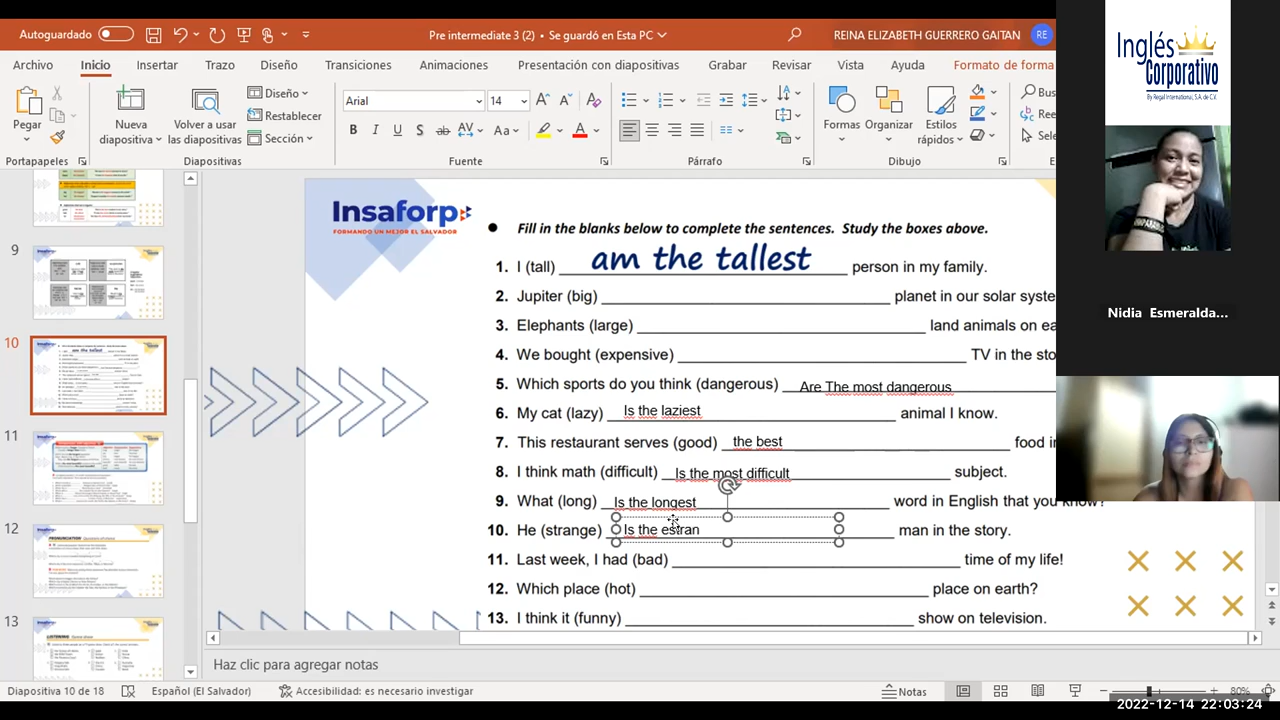 Autoguardado
Pre intermediate 3 (2) • Se guardó en Esta PC
REINA ELIZABETH GUERRERO GAITAN RE
Archivo Inicio Insertar Trazo Diseño Transiciones Animaciones Presentación con diapositivas Grabar Revisar Vista Ayuda Formato de forma
Pegar
Nueva diapositiva
Volver a usar las diapositivas
Diseño
Restablecer
Sección
Arial 14
N K S S ab AV Aa A
Formas Organizar Estilos rápidos
Bus
Ree
Sele
Portapapeles Diapositivas Fuente Párrafo Dibujo E
Inglés Corporativo
By Regal International, S.A. de C.V.
Nidia Esmeralda...
9
10
11
12
13
Insaforp
FORMANDO UN MEJOR EL SALVADOR
● Fill in the blanks below to complete the sentences. Study the boxes above.
1. I (tall) am the tallest person in my family.
2. Jupiter (big) planet in our solar syste
3. Elephants (large) land animals on ea
4. We bought (expensive) TV in the sto
5. Which sports do you think (dangerous) Are the most dangerous
6. My cat (lazy) Is the laziest animal I know.
7. This restaurant serves (good) the best food in
8. I think math (difficult) Is the most difficult subject.
9. What (long) Is the longest word in English that you know?
10. He (strange) Is the estran man in the story.
11. Last week, I had (bad) time of my life!
12. Which place (hot) place on earth?
13. I think it (funny) show on television.
Haz clic para agregar notas
Diapositiva 10 de 18 Español (El Salvador) Accesibilidad: es necesario investigar Notas 80%
2022-12-14 22:03:24